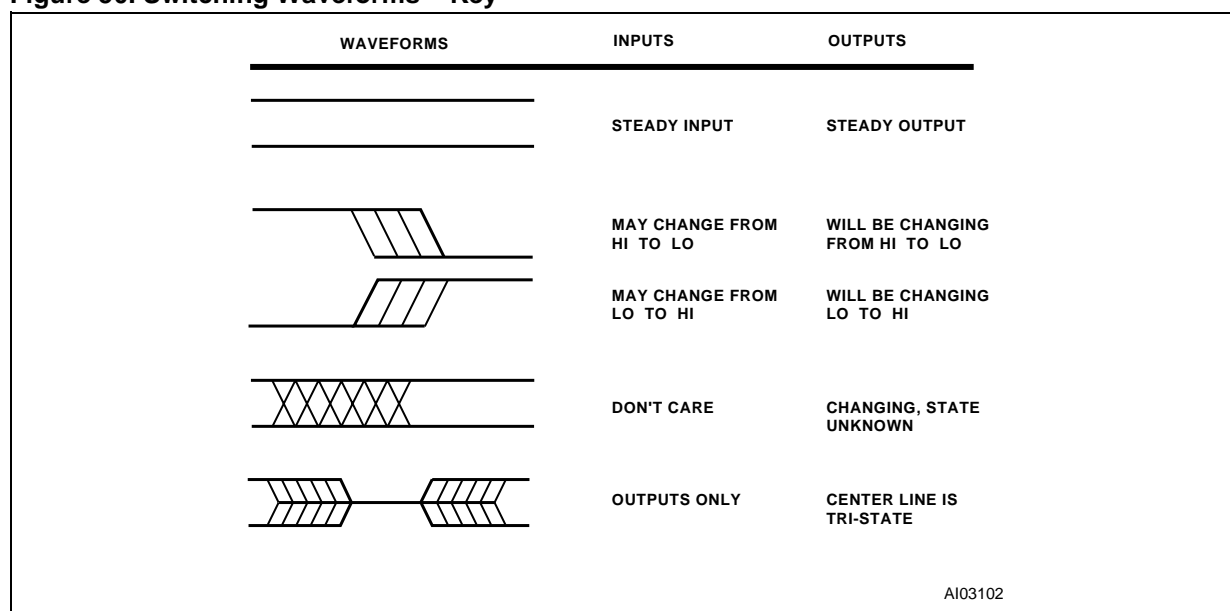 WAVEFORMS INPUTS OUTPUTS
STEADY INPUT STEADY OUTPUT
MAY CHANGE FROM WILL BE CHANGING
HI TO LO FROM HI TO LO
MAY CHANGE FROM WILL BE CHANGING
LO TO HI LO TO HI
DON'T CARE CHANGING, STATE
UNKNOWN
OUTPUTS ONLY CENTER LINE IS
TRI-STATE
AI03102